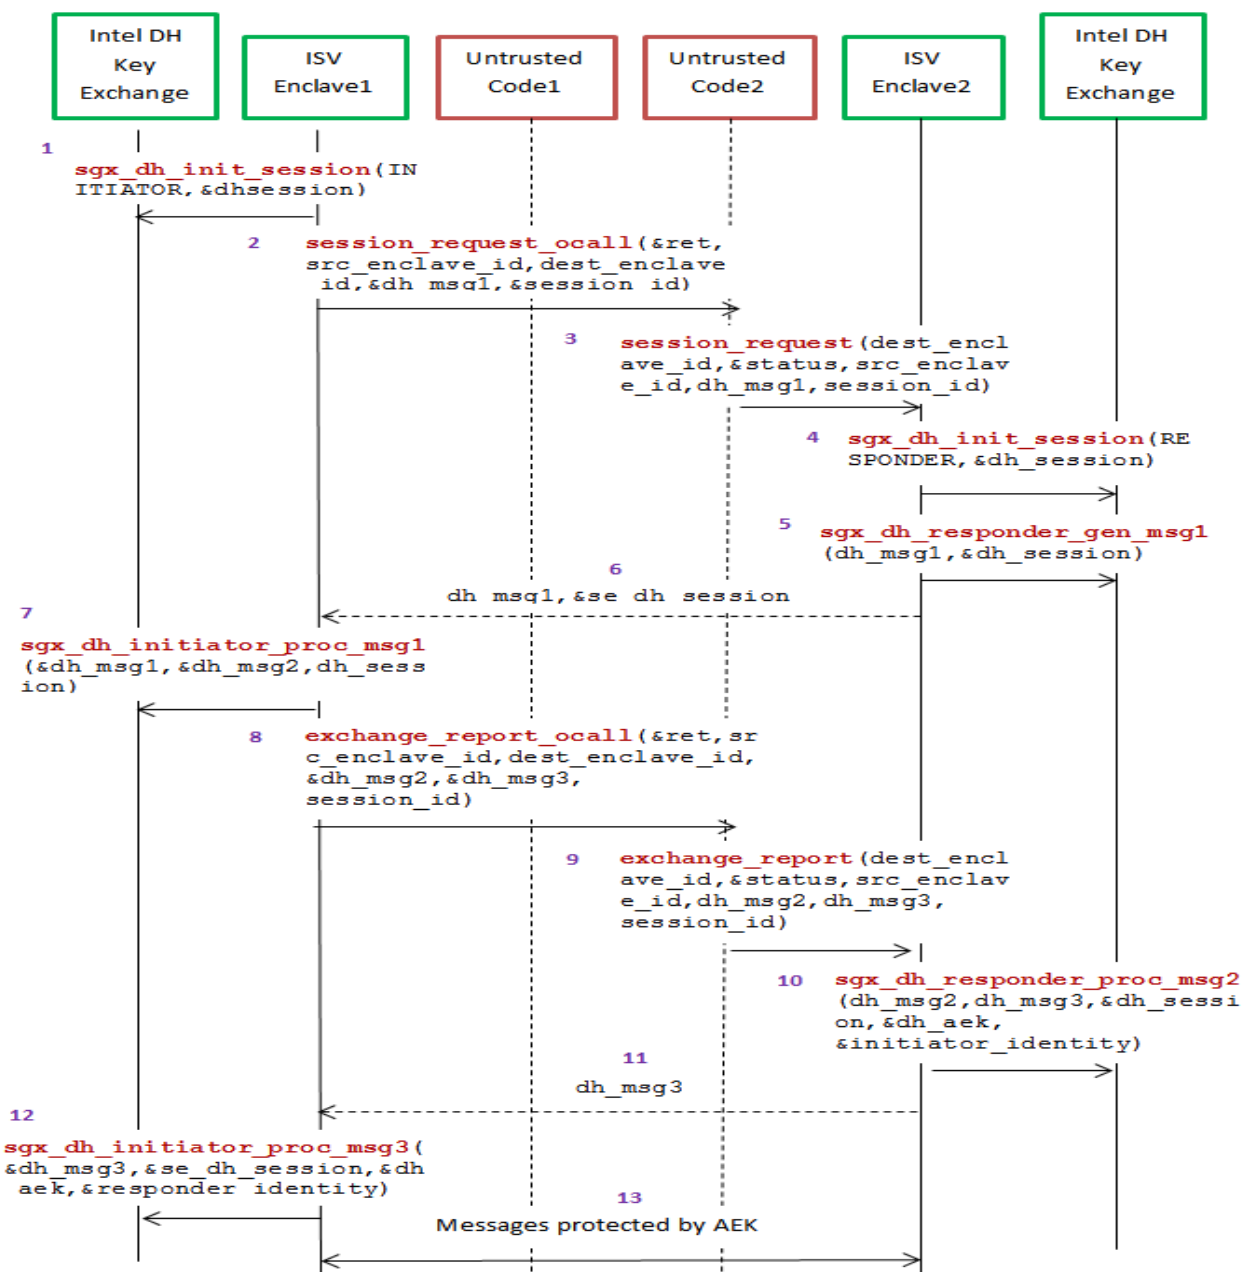 Intel DH
Key
Exchange
ISV
Enclave1
Untrusted
Code1
Untrusted
Code2
ISV
Enclave2
Intel DH
Key
Exchange
1
sgx_dh_init_session(IN
ITIATOR,&dhsession)
2
session_request_ocall(&ret,
src_enclave_id,dest_enclave
_id,&dh_msg1,&session_id)
3
session_request(dest_encl
ave_id,&status,src_enclav
e_id,dh_msg1,session_id)
4
sgx_dh_init_session(RE
SPONDER,&dh_session)
5
sgx_dh_responder_gen_msg1
(dh_msg1,&dh_session)
6
dh_msg1,&se_dh_session
7
sgx_dh_initiator_proc_msg1
(&dh_msg1,&dh_msg2,dh_sess
ion)
8
exchange_report_ocall(&ret,sr
c_enclave_id,dest_enclave_id,
&dh_msg2,&dh_msg3,
session_id)
9
exchange_report(dest_encl
ave_id,&status,src_enclav
e_id,dh_msg2,dh_msg3,
session_id)
10
sgx_dh_responder_proc_msg2
(dh_msg2,dh_msg3,&dh_sessi
on,&dh_aek,
&initiator_identity)
11
dh_msg3
12
sgx_dh_initiator_proc_msg3(
&dh_msg3,&se_dh_session,&dh
_aek,&responder_identity)
13
Messages protected by AEK